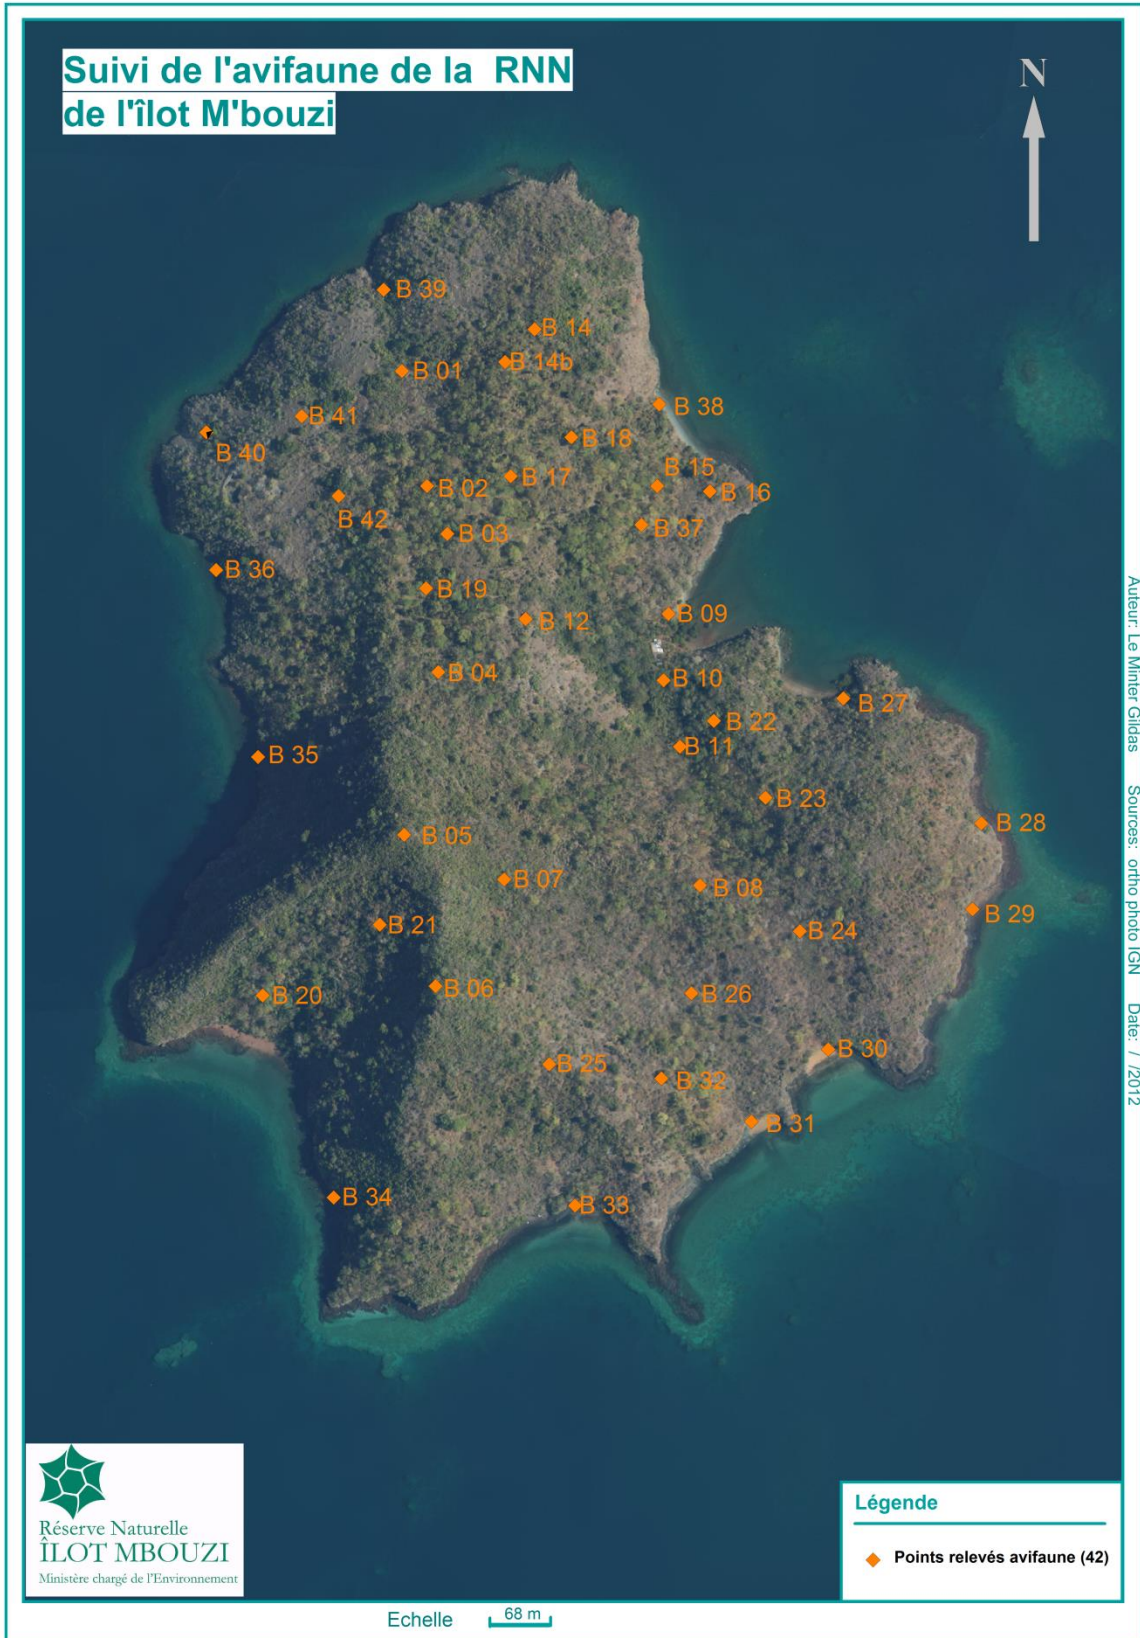 Suivi de l'avifaune de la RNN
de l'îlot M'bouzi
N
B 39
B 14
B 14b
B 01
B 38
B 41
B 18
B 40
B 17
B 15
B 02
B 16
B 42
B 37
B 03
B 36
B 19
B 09
B 12
B 04
B 10
B 27
B 22
B 11
B 35
B 23
B 28
B 05
B 07
B 08
B 29
B 21
B 24
B 06
B 20
B 26
B 30
B 25
B 32
B 31
B 34
B 33
Auteur: Le Minter Gildas Sources: ortho photo IGN Date: / /2012
Réserve Naturelle
ÎLOT MBOUZI
Ministère chargé de l'Environnement
Légende
Points relevés avifaune (42)
Echelle 68 m